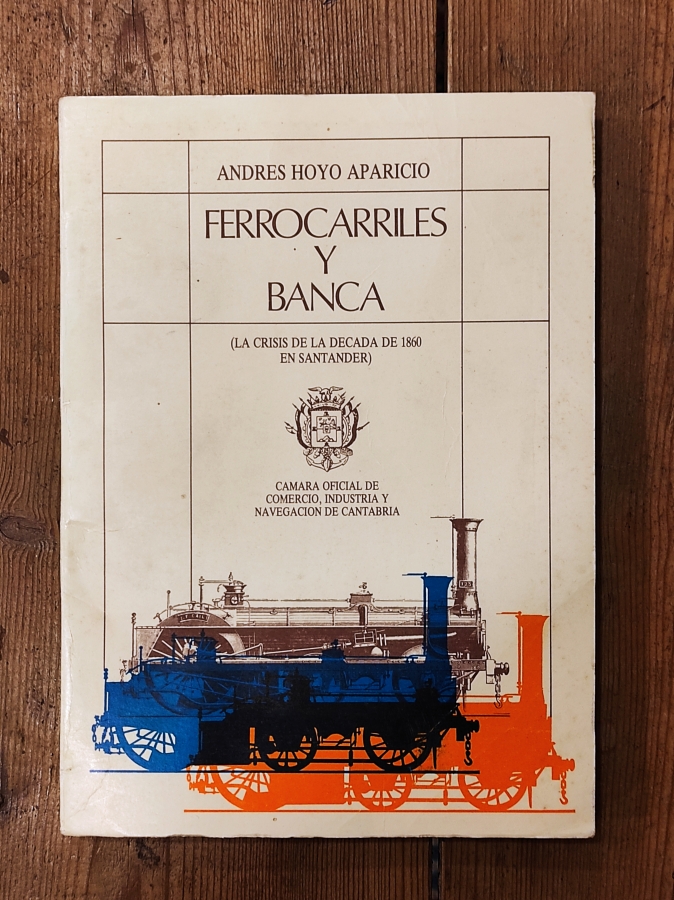 ANDRES HOYO APARICIO
FERROCARRILES
Y
BANCA
(LA CRISIS DE LA DECADA DE 1860
EN SANTANDER)
CAMARA OFICIAL DE
COMERCIO, INDUSTRIA Y
NAVEGACION DE CANTABRIA